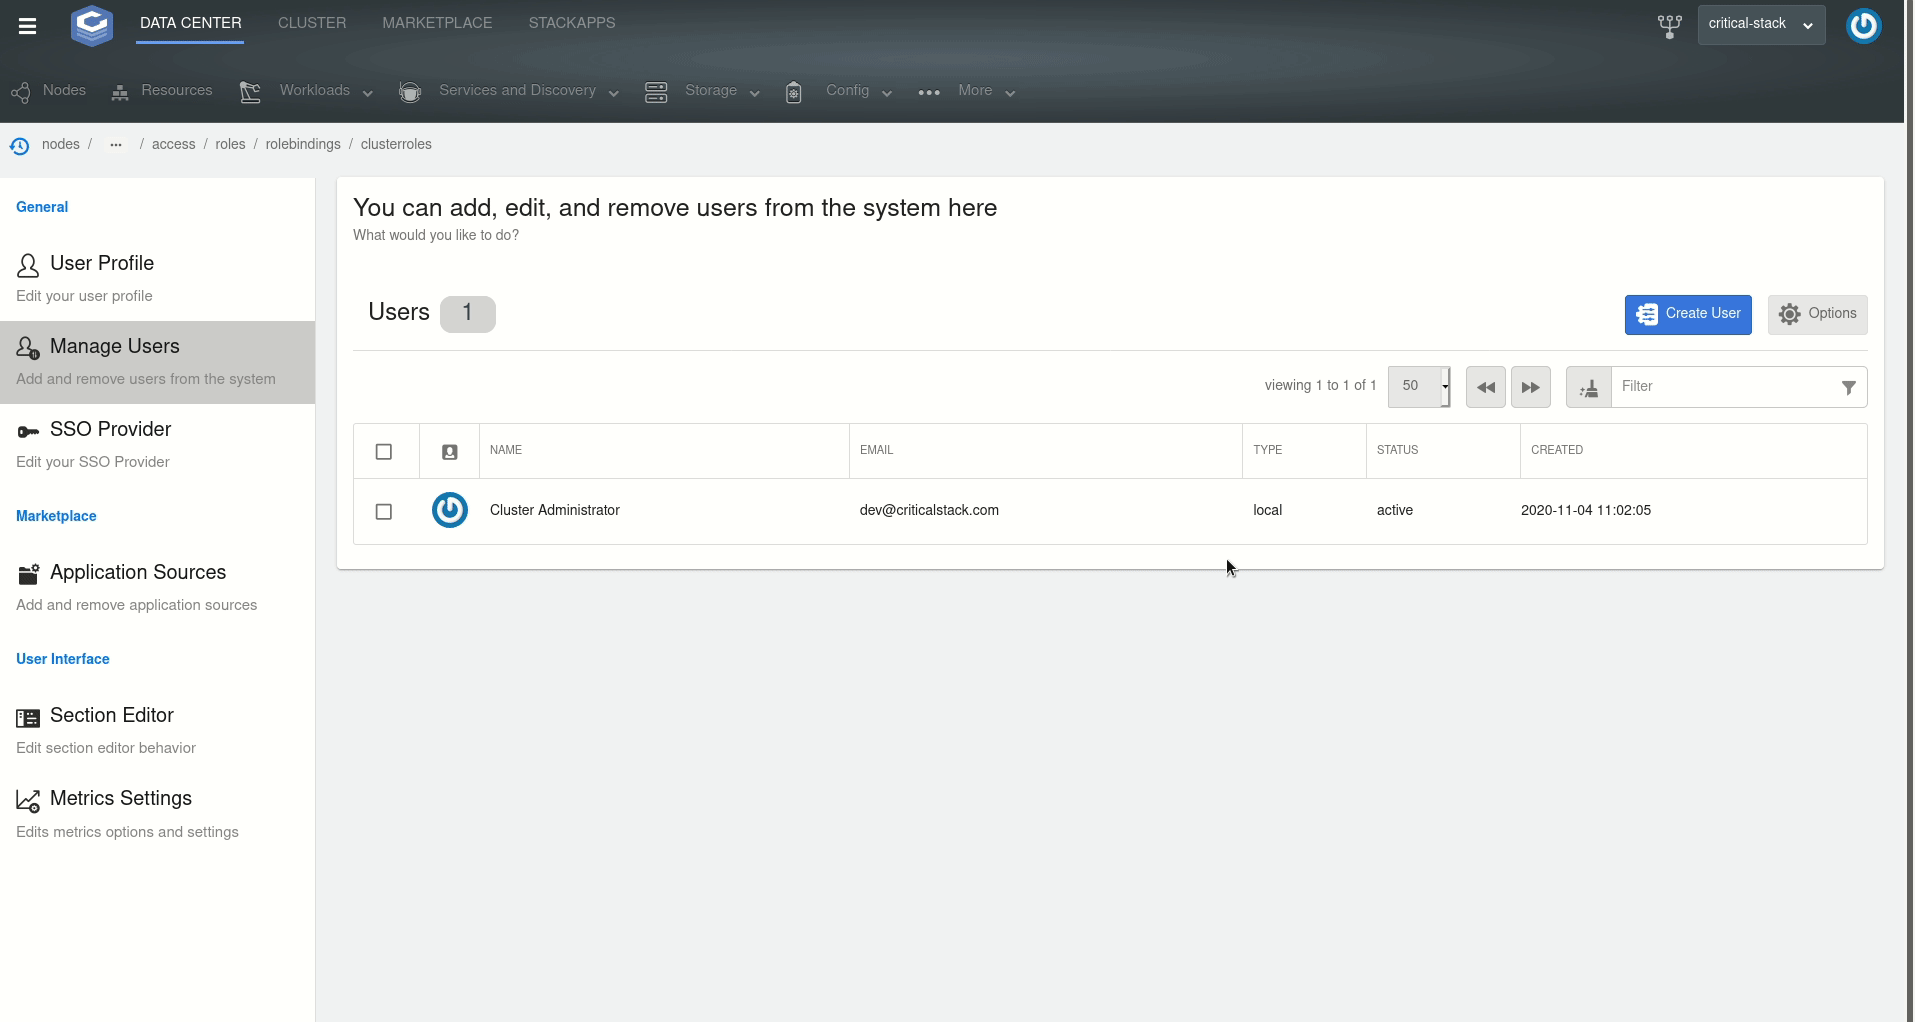 DATA CENTER CLUSTER MARKETPLACE STACKAPPS critical-stack
Nodes Resources Workloads Services and Discovery Storage Config More
nodes / ··· / access / roles / rolebindings / clusterroles
General
User Profile
Edit your user profile
Manage Users
Add and remove users from the system
SSO Provider
Edit your SSO Provider
Marketplace
Application Sources
Add and remove application sources
User Interface
Section Editor
Edit section editor behavior
Metrics Settings
Edits metrics options and settings
You can add, edit, and remove users from the system here
What would you like to do?
Users 1 Create User Options
viewing 1 to 1 of 1 50 Filter
NAME EMAIL TYPE STATUS CREATED
Cluster Administrator dev@criticalstack.com local active 2020-11-04 11:02:05